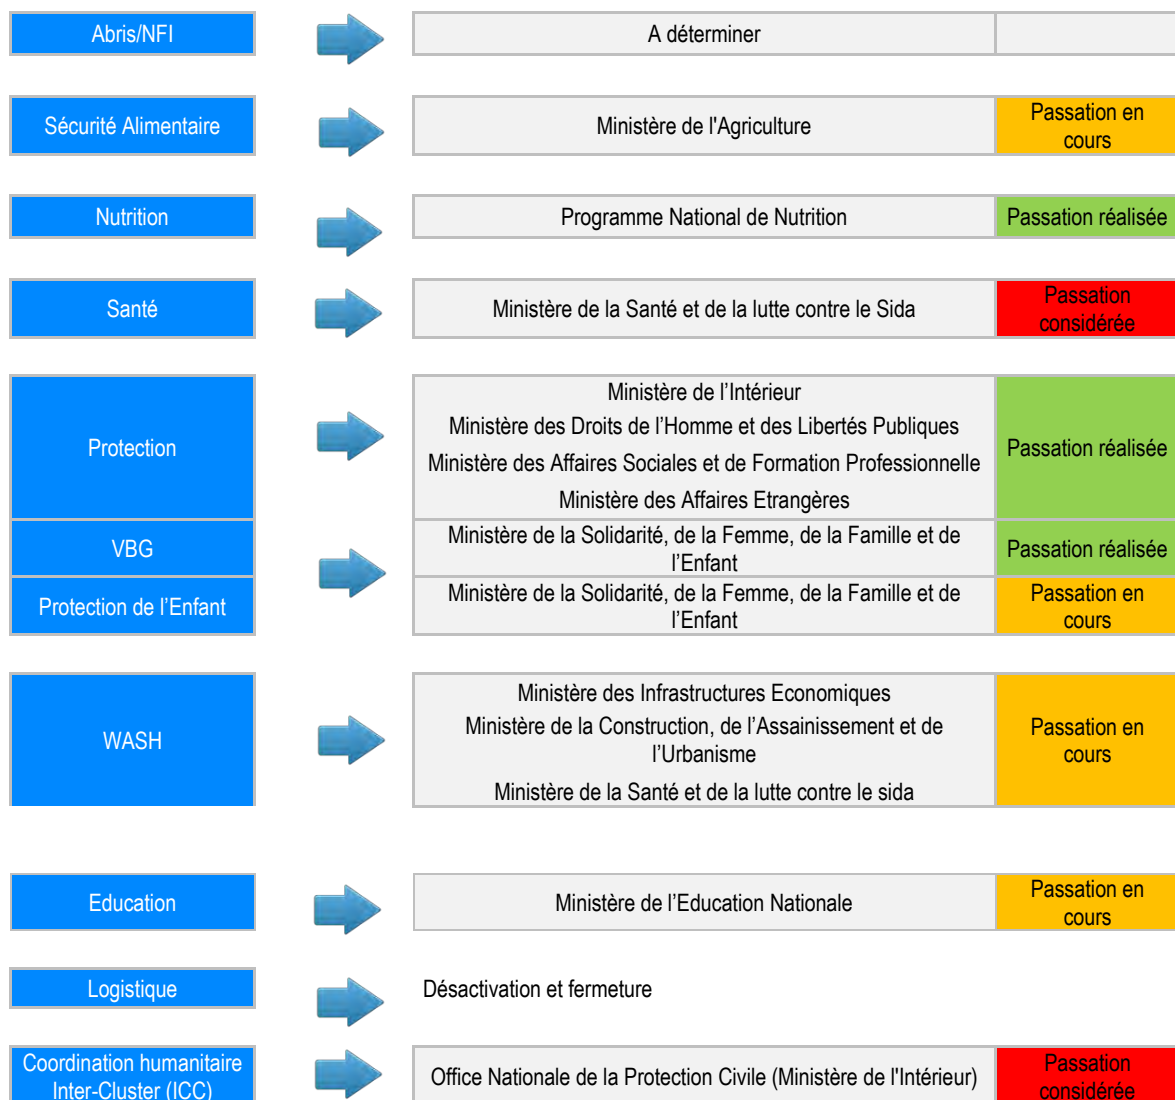 Abris/NFI
A déterminer
Sécurité Alimentaire
Ministère de l'Agriculture
Passation en
cours
Nutrition
Programme National de Nutrition
Passation réalisée
Santé
Ministère de la Santé et de la lutte contre le Sida
Passation
considérée
Protection
Ministère de l’Intérieur
Ministère des Droits de l’Homme et des Libertés Publiques
Ministère des Affaires Sociales et de Formation Professionnelle
Ministère des Affaires Etrangères
Passation réalisée
VBG
Ministère de la Solidarité, de la Femme, de la Famille et de
l’Enfant
Passation réalisée
Protection de l’Enfant
Ministère de la Solidarité, de la Femme, de la Famille et de
l’Enfant
Passation en
cours
WASH
Ministère des Infrastructures Economiques
Ministère de la Construction, de l’Assainissement et de
l’Urbanisme
Ministère de la Santé et de la lutte contre le sida
Passation en
cours
Education
Ministère de l’Education Nationale
Passation en
cours
Logistique
Désactivation et fermeture
Coordination humanitaire
Inter-Cluster (ICC)
Office Nationale de la Protection Civile (Ministère de l'Intérieur)
Passation
considérée